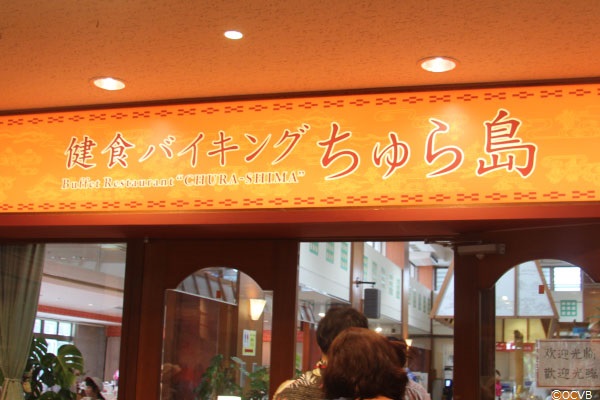 健食バイキング ちゅら島
Buffet Restaurant "CHURA-SHIMA"
欢迎光臨
歡迎光臨
©OCVB